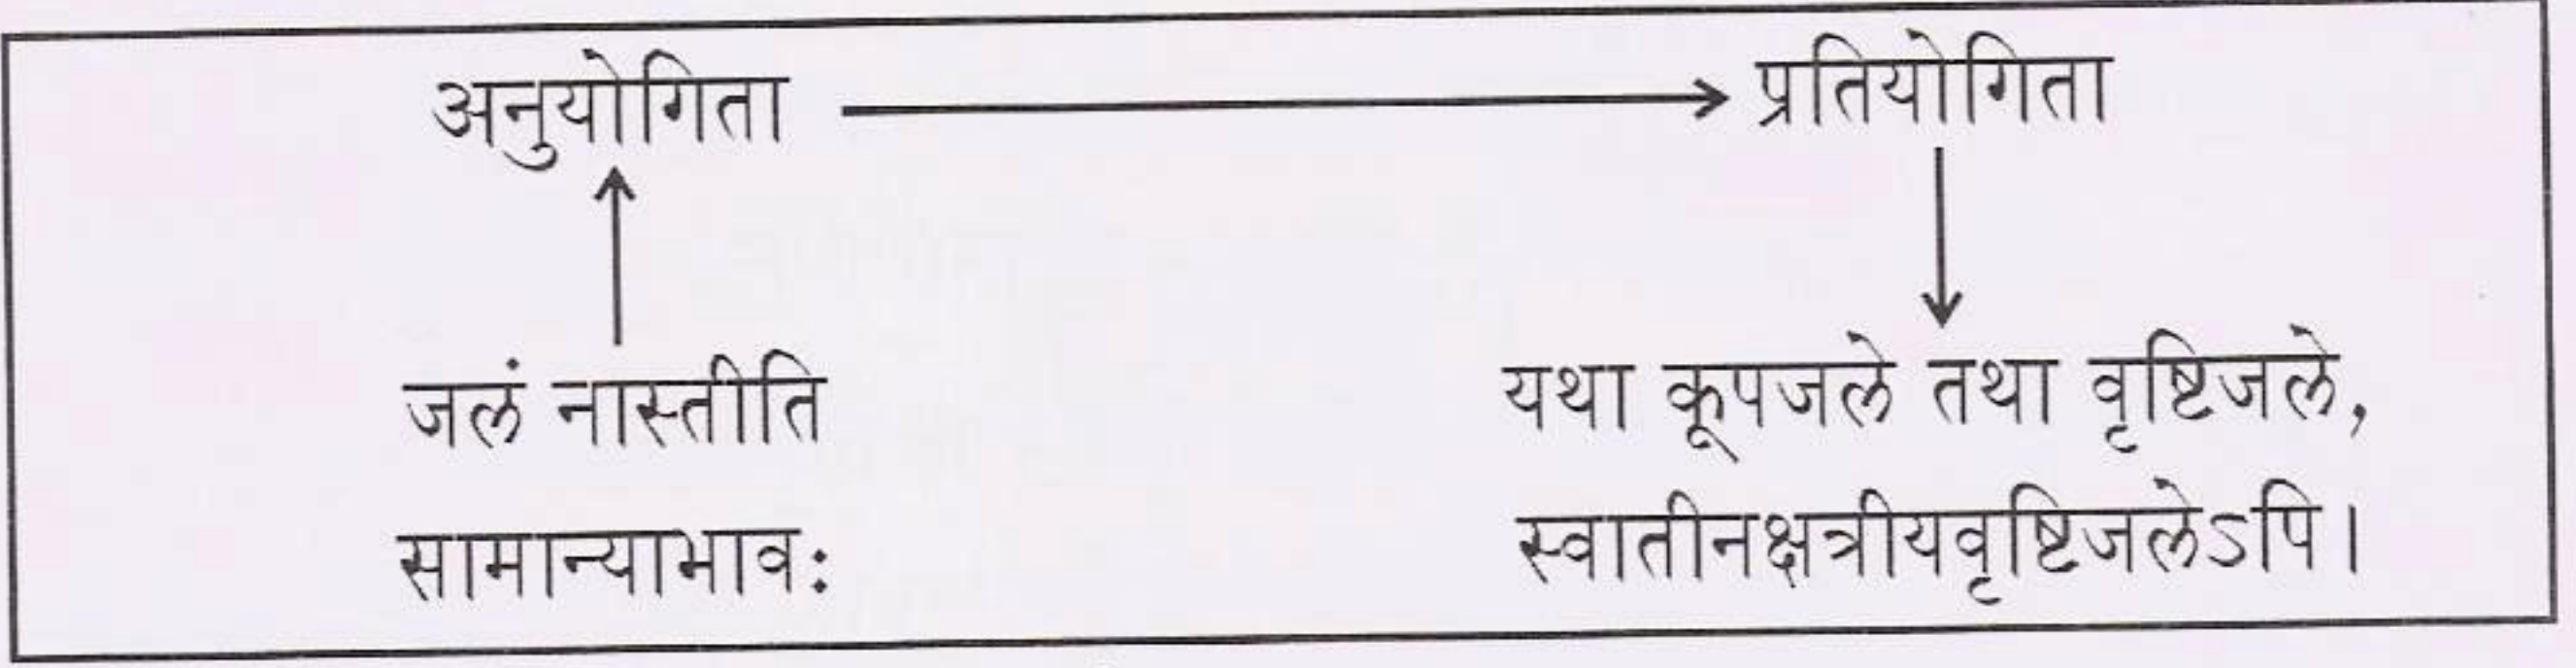 अनुयोगिता प्रतियोगिता
जलं नास्तीति
सामान्याभावः
यथा कूपजले तथा वृष्टिजले,
स्वातीनक्षत्रीयवृष्टिजलेऽपि।